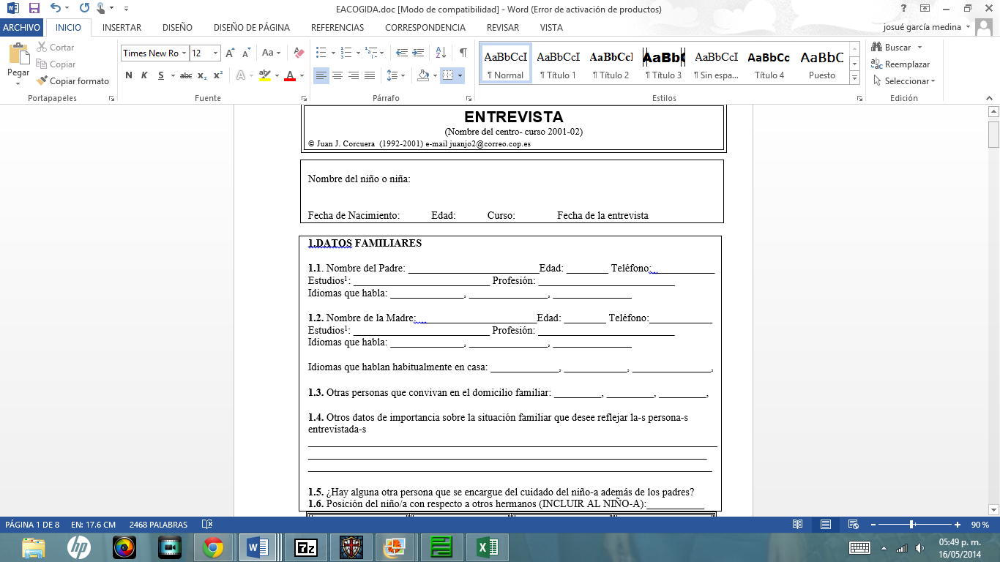 EACOGIDA.doc [Modo de compatibilidad] - Word (Error de activación de productos)
ARCHIVO INICIO INSERTAR DISEÑO DISEÑO DE PÁGINA REFERENCIAS CORRESPONDENCIA REVISAR VISTA josué garcía medina
Pegar
Cortar
Copiar
Copiar formato
Portapapeles
Times New Ro 12
N K S abc x₂ x²
Fuente
Párrafo
AaBbCcI AaBbCcI AaBbCcI AaBb( AaBbCcI AaBbCc AaBbC
¶ Normal ¶ Título 1 ¶ Título 2 ¶ Título 3 ¶ Sin espa... Título 4 Puesto
Estilos
Buscar
Reemplazar
Seleccionar
Edición
ENTREVISTA
(Nombre del centro- curso 2001-02)
© Juan J. Corcuera (1992-2001) e-mail juanjo2@correo.cop.es
Nombre del niño o niña:
Fecha de Nacimiento: Edad: Curso: Fecha de la entrevista
1.DATOS FAMILIARES
1.1. Nombre del Padre: _________________________Edad: ________ Teléfono:____________
Estudios¹: __________________________ Profesión: __________________________
Idiomas que habla: ______________, _______________, _______________
1.2. Nombre de la Madre:_______________________Edad: ________ Teléfono:____________
Estudios¹: __________________________ Profesión: __________________________
Idiomas que habla: ______________, _______________, _______________
Idiomas que hablan habitualmente en casa: _____________, ____________, _______________,
1.3. Otras personas que convivan en el domicilio familiar: _________, _________, _________,
1.4. Otros datos de importancia sobre la situación familiar que desee reflejar la-s persona-s
entrevistada-s
1.5. ¿Hay alguna otra persona que se encargue del cuidado del niño-a además de los padres?
1.6. Posición del niño/a con respecto a otros hermanos (INCLUIR AL NIÑO-A):___________
PÁGINA 1 DE 8 EN: 17.6 CM 2468 PALABRAS 90 %
05:49 p. m.
16/05/2014